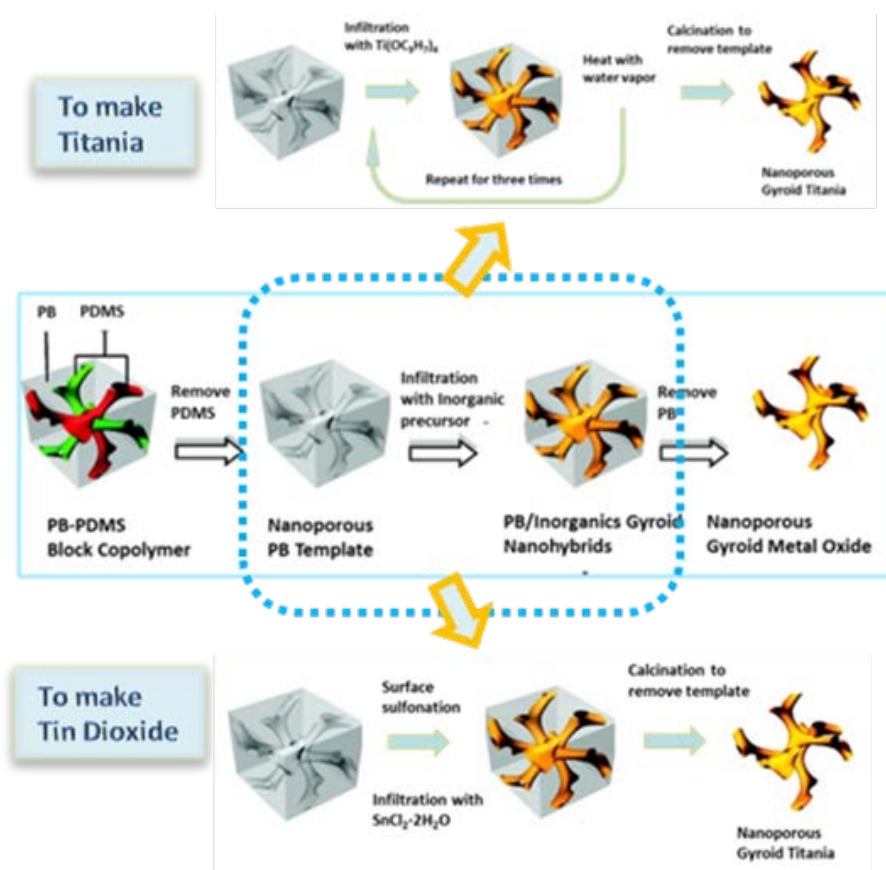 To make
Titania
Infiltration
with Ti(OC₃H₇)₄
Heat with
water vapor
Calcination to
remove template
Repeat for three times
Nanoporous
Gyroid Titania
PB
PDMS
Remove
PDMS
Infiltration
with Inorganic
precursor -
Remove
PB
PB-PDMS
Block Copolymer
Nanoporous
PB Template
PB/Inorganics Gyroid
Nanohybrids
Nanoporous
Gyroid Metal Oxide
To make
Tin Dioxide
Surface
sulfonation
Infiltration with
SnCl₂·2H₂O
Calcination to
remove template
Nanoporous
Gyroid Titania